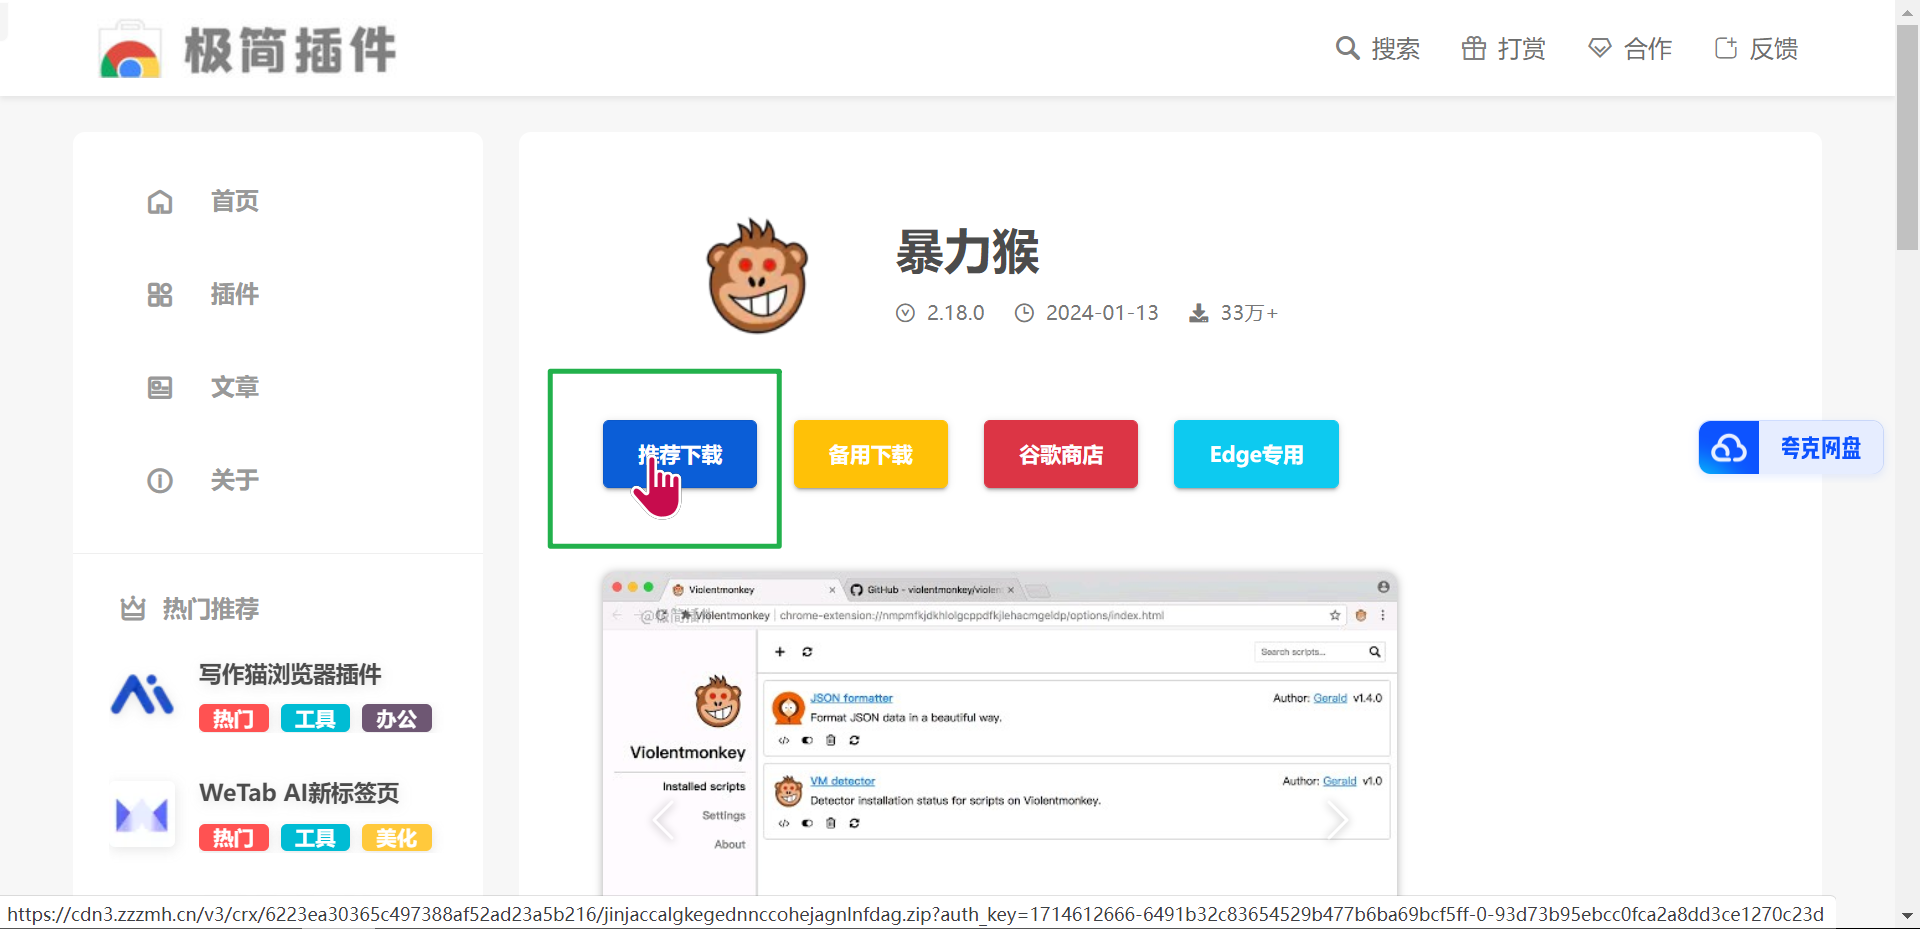 极简插件
搜索
打赏
合作
反馈
首页
插件
文章
关于
热门推荐
写作猫浏览器插件
热门 工具 办公
WeTab AI新标签页
热门 工具 美化
暴力猴
2.18.0 2024-01-13 33万+
推荐下载
备用下载
谷歌商店
Edge专用
夸克网盘
Violentmonkey
GitHub - violentmonkey/violen
@极简插件
Violentmonkey
chrome-extension://nmpmfkjdkhlolgcppdfkjlehacmgeldp/options/index.html
Search scripts...
Violentmonkey
Installed scripts
Settings
About
JSON formatter
Author: Gerald v1.4.0
Format JSON data in a beautiful way.
VM detector
Author: Gerald v1.0
Detector installation status for scripts on Violentmonkey.
https://cdn3.zzzmh.cn/v3/crx/6223ea30365c497388af52ad23a5b216/jinjaccalgkegednnccohejagnlnfdag.zip?auth_key=1714612666-6491b32c83654529b477b6ba69bcf5ff-0-93d73b95ebcc0fca2a8dd3ce1270c23d